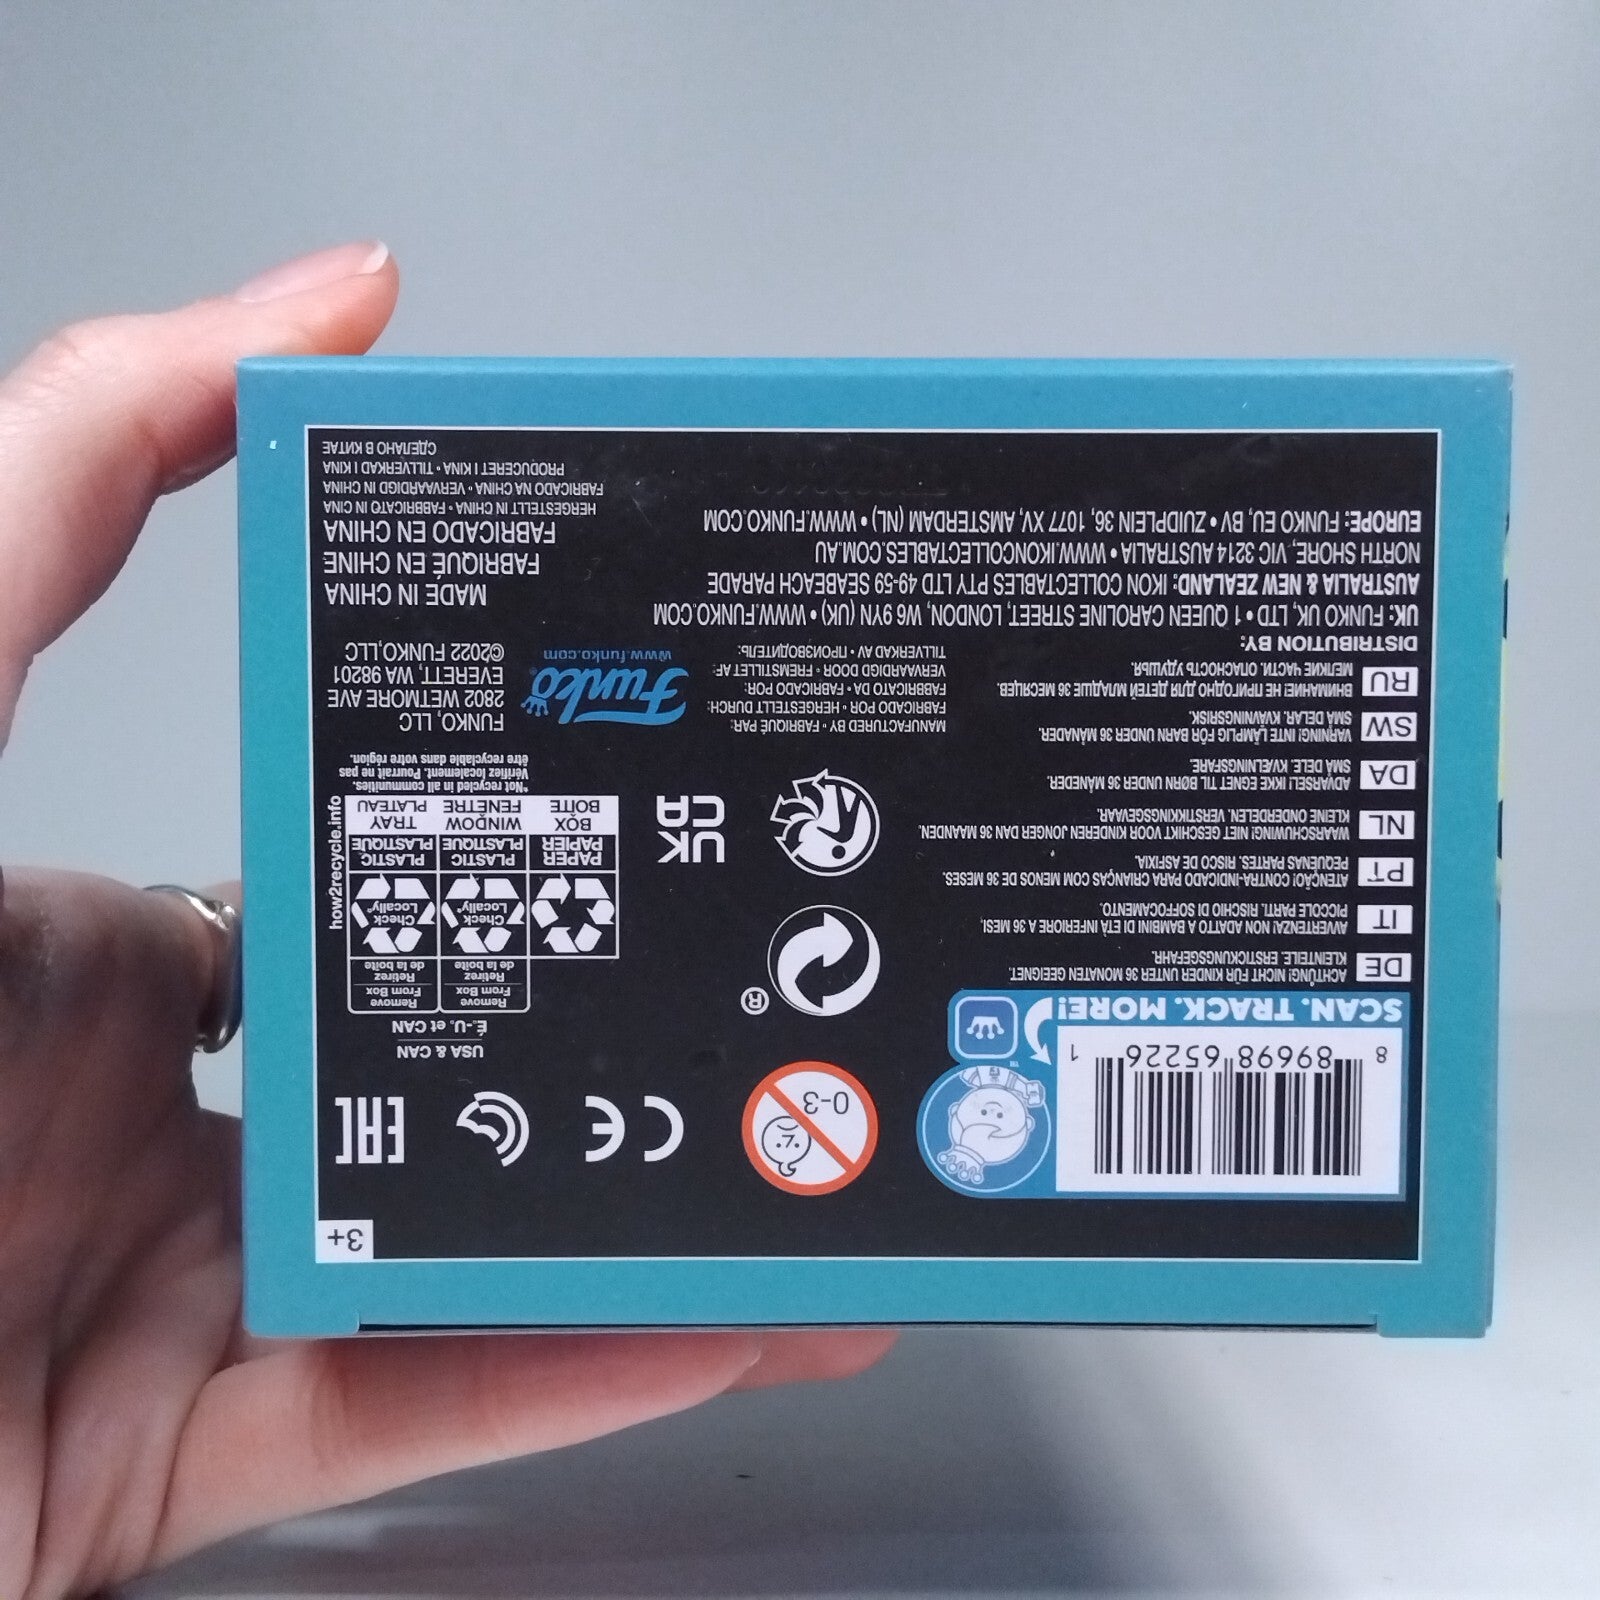 3+
8 89698 65226 1
SCAN. TRACK. MORE!
™
0-3
CE
EAC
USA & CAN
É.-U. et CAN
Remove
From Box
Retirez
de la boîte
Remove
From Box
Retirez
de la boîte
Check
Locally*
Check
Locally*
PAPER
PAPIER
PLASTIC
PLASTIQUE
PLASTIC
PLASTIQUE
BOX
BOÎTE
WINDOW
FENÊTRE
TRAY
PLATEAU
how2recycle.info
*Not recycled in all communities.
Vérifiez localement. Pourrait ne pas
être recyclable dans votre région.
®
UK
CA
DE
ACHTUNG! NICHT FÜR KINDER UNTER 36 MONATEN GEEIGNET.
KLEINTEILE. ERSTICKUNGSGEFAHR.
IT
AVVERTENZA! NON ADATTO A BAMBINI DI ETÀ INFERIORE A 36 MESI.
PICCOLE PARTI. RISCHIO DI SOFFOCAMENTO.
PT
ATENÇÃO! CONTRA-INDICADO PARA CRIANÇAS COM MENOS DE 36 MESES.
PEQUENAS PARTES. RISCO DE ASFIXIA.
NL
WAARSCHUWING! NIET GESCHIKT VOOR KINDEREN JONGER DAN 36 MAANDEN.
KLEINE ONDERDELEN. VERSTIKKINGSGEVAAR.
DA
ADVARSEL! IKKE EGNET TIL BØRN UNDER 36 MÅNEDER.
SMÅ DELE. KVÆLNINGSFARE.
SW
VARNING! INTE LÄMPLIG FÖR BARN UNDER 36 MÅNADER.
SMÅ DELAR. KVÄVNINGSRISK.
RU
ВНИМАНИЕ! НЕ ПРИГОДНО ДЛЯ ДЕТЕЙ МЛАДШЕ 36 МЕСЯЦЕВ.
МЕЛКИЕ ЧАСТИ. ОПАСНОСТЬ УДУШЬЯ.
MANUFACTURED BY • FABRIQUÉ PAR:
FABRICADO POR • HERGESTELLT DURCH:
FABBRICATO DA • FABRICADO POR:
VERVAARDIGD DOOR • FREMSTILLET AF:
TILLVERKAD AV • ПРОИЗВОДИТЕЛЬ:
Funko®
www.funko.com
FUNKO, LLC
2802 WETMORE AVE
EVERETT, WA 98201
©2022 FUNKO,LLC
DISTRIBUTION BY:
UK: FUNKO UK, LTD • 1 QUEEN CAROLINE STREET, LONDON, W6 9YN (UK) • WWW.FUNKO.COM
AUSTRALIA & NEW ZEALAND: IKON COLLECTABLES PTY LTD 49-59 SEABEACH PARADE
NORTH SHORE, VIC 3214 AUSTRALIA • WWW.IKONCOLLECTABLES.COM.AU
EUROPE: FUNKO EU, BV • ZUIDPLEIN 36, 1077 XV, AMSTERDAM (NL) • WWW.FUNKO.COM
MADE IN CHINA
FABRIQUÉ EN CHINE
FABRICADO EN CHINA
HERGESTELLT IN CHINA • FABBRICATO IN CINA
FABRICADO NA CHINA • VERVAARDIGD IN CHINA
PRODUCERET I KINA • TILLVERKAD I KINA
СДЕЛАНО В КИТАЕ